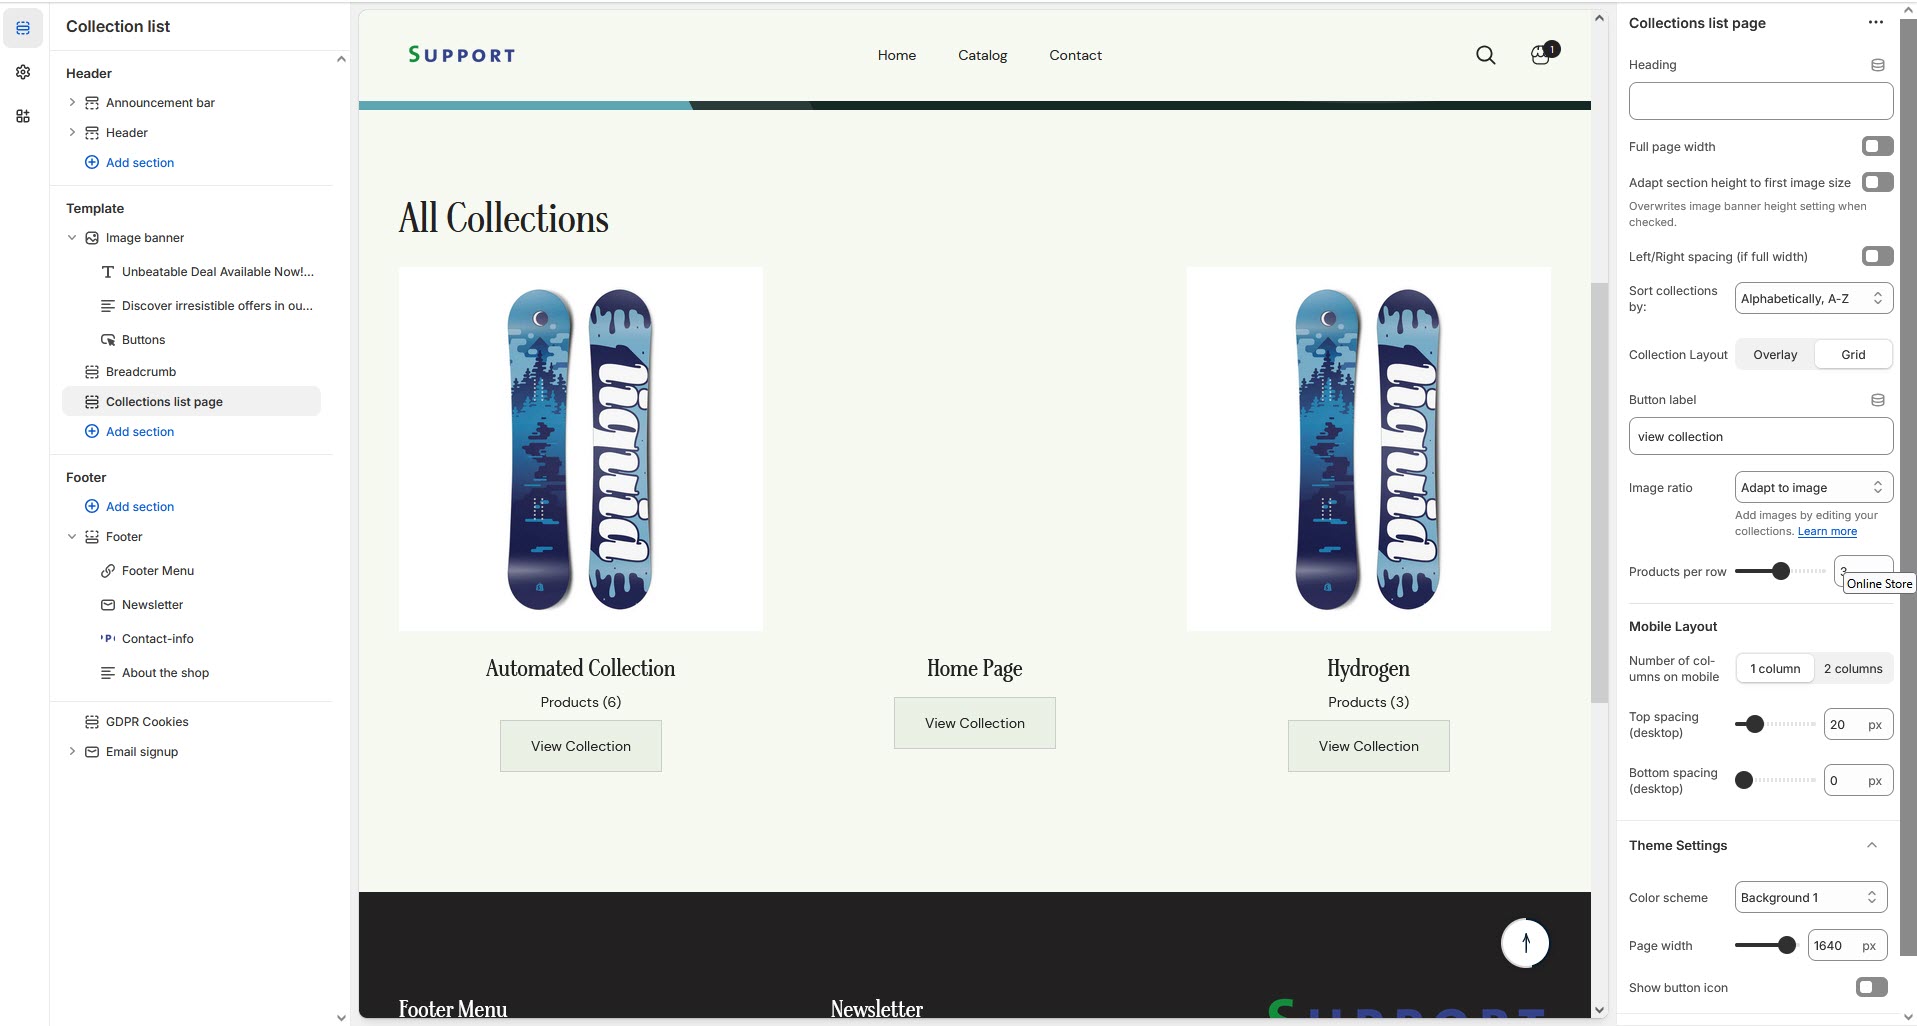 Collection list
Header
Announcement bar
Header
Add section
Template
Image banner
Unbeatable Deal Available Now!...
Discover irresistible offers in ou...
Buttons
Breadcrumb
Collections list page
Add section
Footer
Add section
Footer
Footer Menu
Newsletter
Contact-info
About the shop
GDPR Cookies
Email signup
SUPPORT
Home
Catalog
Contact
1
All Collections
liquid
liquid
Automated Collection
Products (6)
View Collection
Home Page
View Collection
Hydrogen
Products (3)
View Collection
Footer Menu
Newsletter
SUPPORT
Collections list page
Heading
Full page width
Adapt section height to first image size
Overwrites image banner height setting when
checked.
Left/Right spacing (if full width)
Sort collections
by:
Alphabetically, A-Z
Collection Layout
Overlay
Grid
Button label
view collection
Image ratio
Adapt to image
Add images by editing your
collections. Learn more
Products per row
3
Online Store
Mobile Layout
Number of col-
umns on mobile
1 column
2 columns
Top spacing
(desktop)
20 px
Bottom spacing
(desktop)
0 px
Theme Settings
Color scheme
Background 1
Page width
1640 px
Show button icon